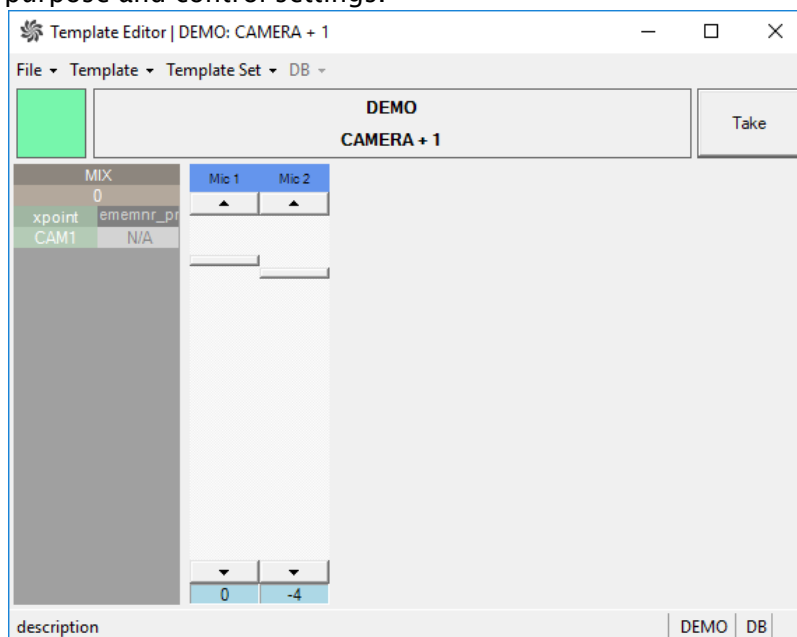 purpose and control settings.
Template Editor | DEMO: CAMERA + 1
File Template Template Set DB
DEMO
CAMERA + 1
Take
MIX
0
xpoint ememnr_pr
CAM1 N/A
Mic 1 Mic 2
0 -4
description DEMO DB